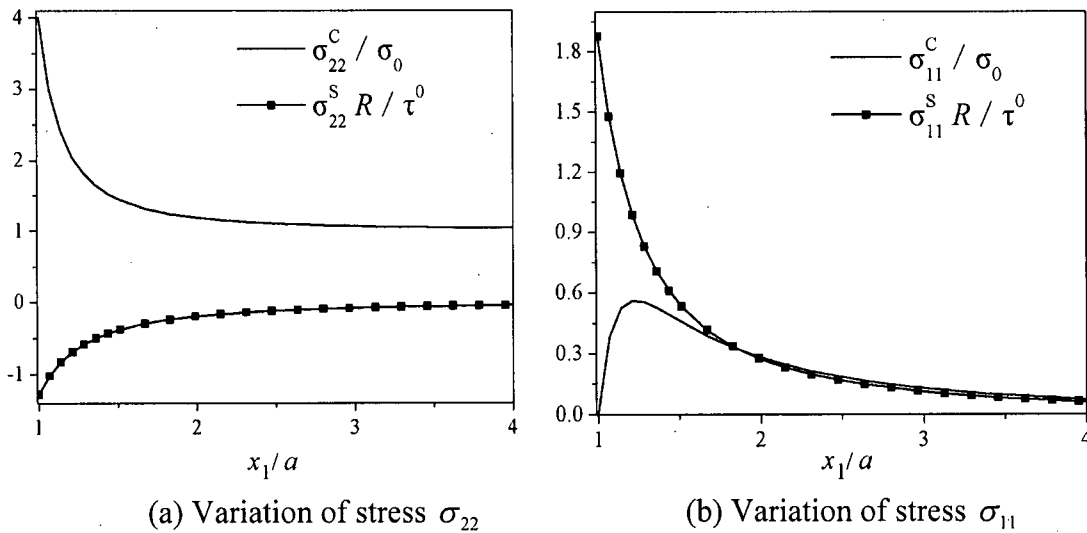 4
3
2
1
0
-1
1
2
3
4
σ₂₂ᶜ / σ₀
σ₂₂ˢ R / τ⁰
x₁/a
(a) Variation of stress σ₂₂
1.8
1.5
1.2
0.9
0.6
0.3
0.0
1
2
3
4
σ₁₁ᶜ / σ₀
σ₁₁ˢ R / τ⁰
x₁/a
(b) Variation of stress σ₁₁